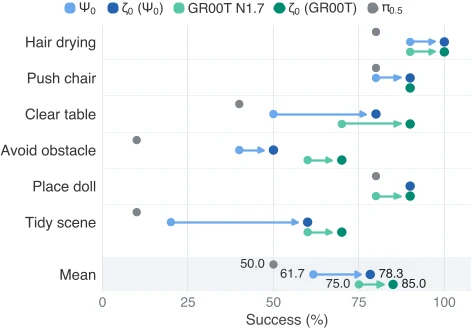 Ψ0 ζ0 (Ψ0) GR00T N1.7 ζ0 (GR00T) π0.5
Hair drying
Push chair
Clear table
Avoid obstacle
Place doll
Tidy scene
Mean
50.0
61.7 78.3
75.0 85.0
0 25 50 75 100
Success (%)